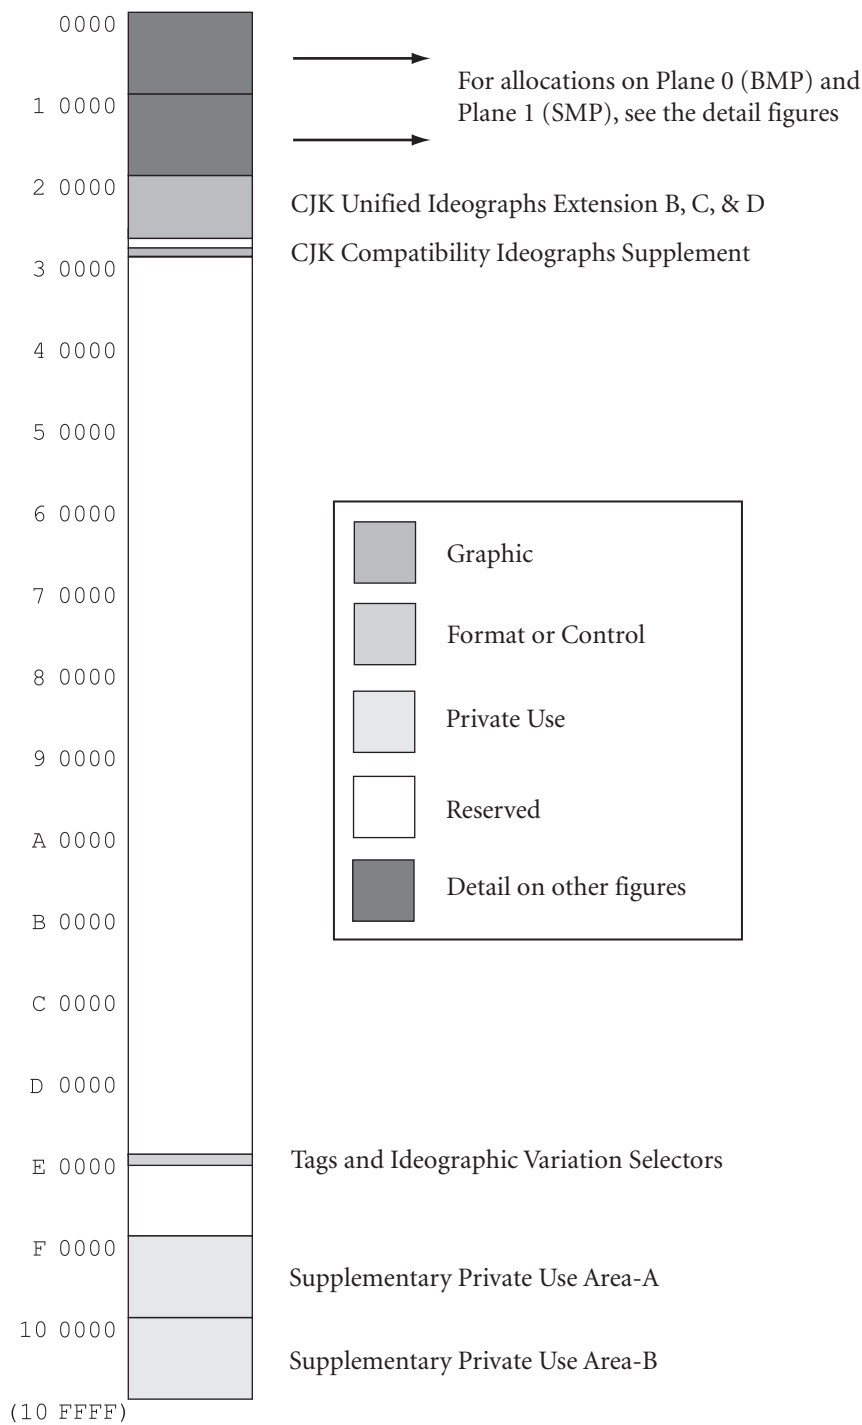 0000
For allocations on Plane 0 (BMP) and
Plane 1 (SMP), see the detail figures
1 0000
2 0000
CJK Unified Ideographs Extension B, C, & D
CJK Compatibility Ideographs Supplement
3 0000
4 0000
5 0000
6 0000
7 0000
8 0000
9 0000
A 0000
B 0000
C 0000
D 0000
Graphic
Format or Control
Private Use
Reserved
Detail on other figures
Tags and Ideographic Variation Selectors
E 0000
F 0000
Supplementary Private Use Area-A
10 0000
Supplementary Private Use Area-B
(10 FFFF)